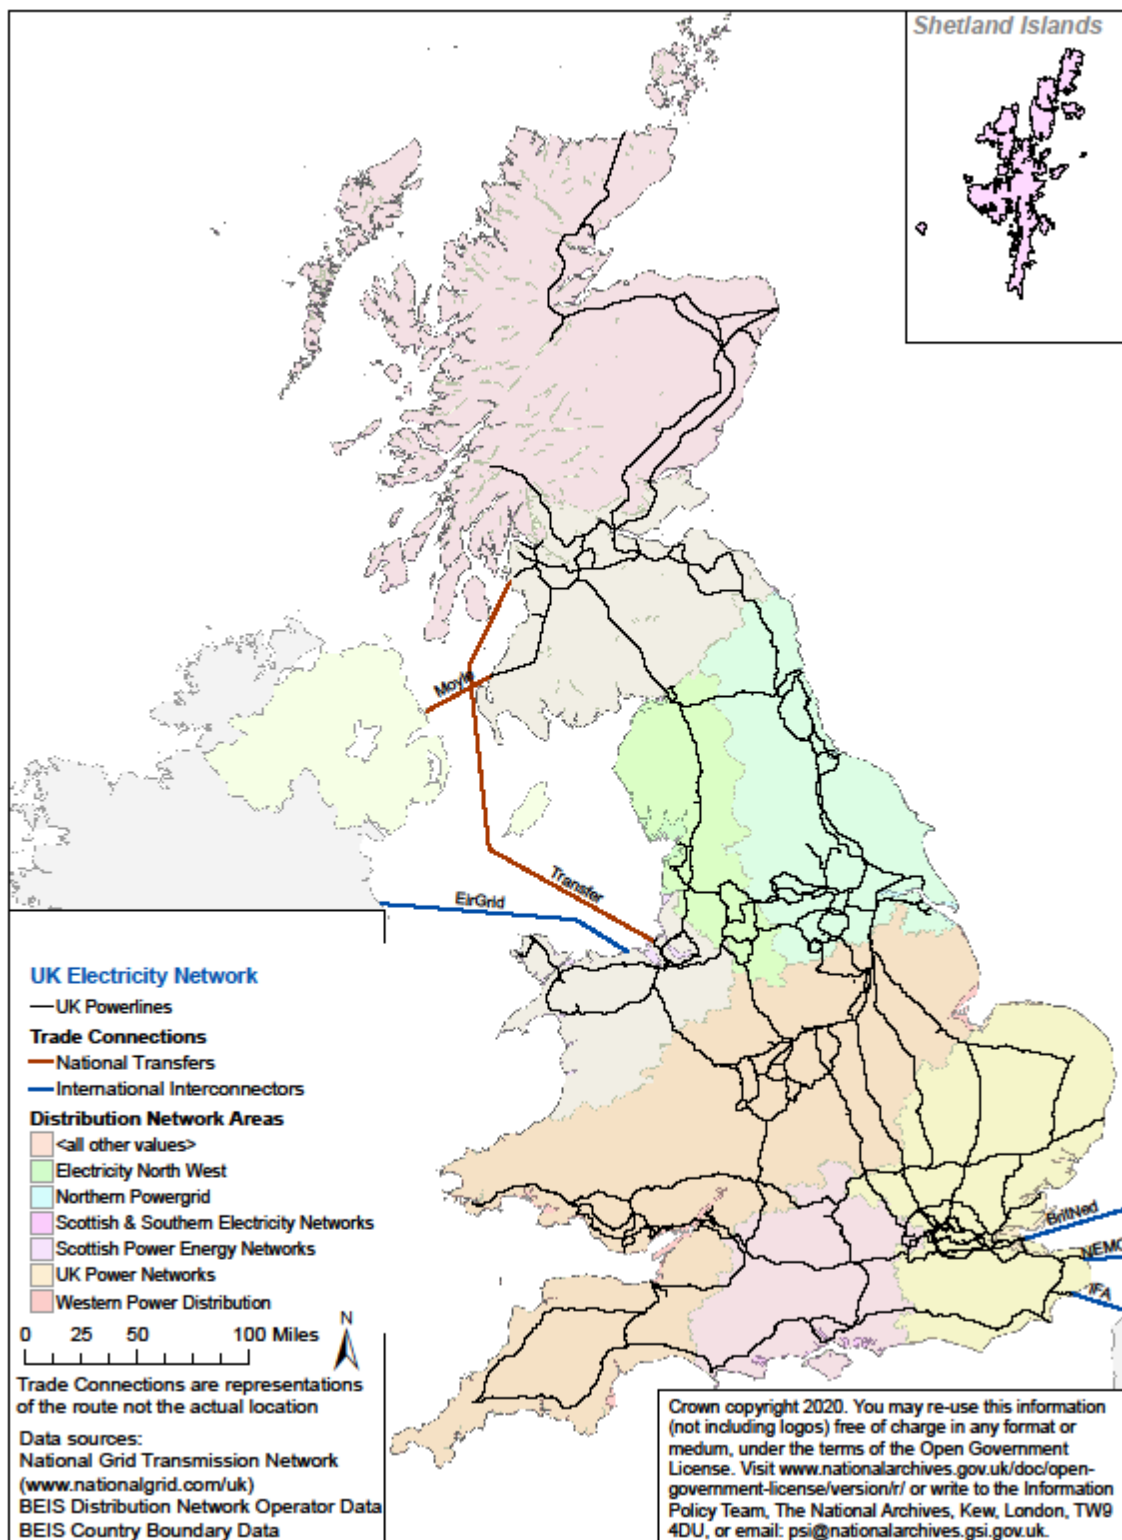 Shetland Islands
Moyle
Transfer
EirGrid
BritNed
NEMO
IFA
UK Electricity Network
UK Powerlines
Trade Connections
National Transfers
International Interconnectors
Distribution Network Areas
<all other values>
Electricity North West
Northern Powergrid
Scottish & Southern Electricity Networks
Scottish Power Energy Networks
UK Power Networks
Western Power Distribution
N
0 25 50 100 Miles
Trade Connections are representations
of the route not the actual location
Data sources:
National Grid Transmission Network
(www.nationalgrid.com/uk)
BEIS Distribution Network Operator Data
BEIS Country Boundary Data
Crown copyright 2020. You may re-use this information
(not including logos) free of charge in any format or
medum, under the terms of the Open Government
License. Visit www.nationalarchives.gov.uk/doc/open-
government-license/version/r/ or write to the Information
Policy Team, The National Archives, Kew, London, TW9
4DU, or email: psi@nationalarchives.gsi.gov.uk.